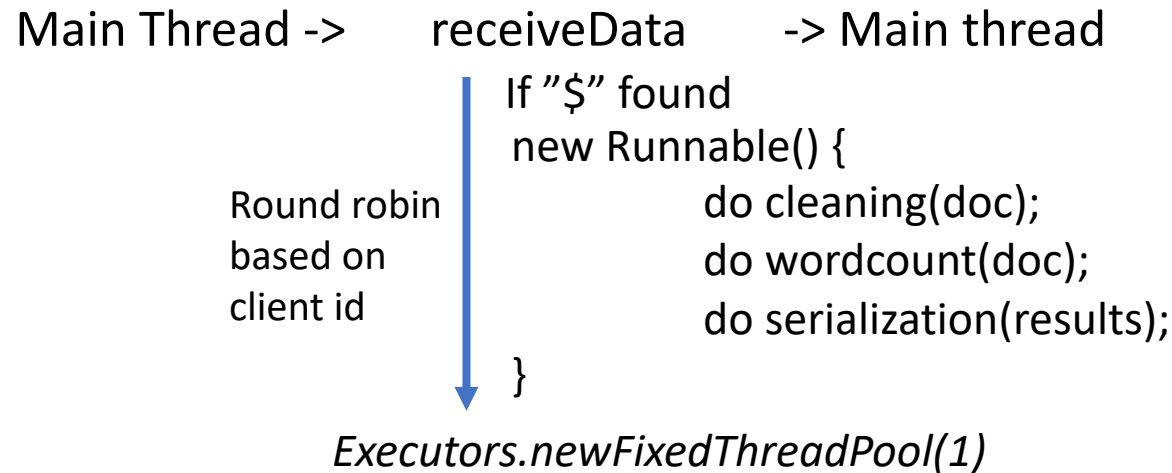 Main Thread -> receiveData -> Main thread
If ”$” found
new Runnable() {
Round robin
based on
client id
do cleaning(doc);
do wordcount(doc);
do serialization(results);
}
Executors.newFixedThreadPool(1)